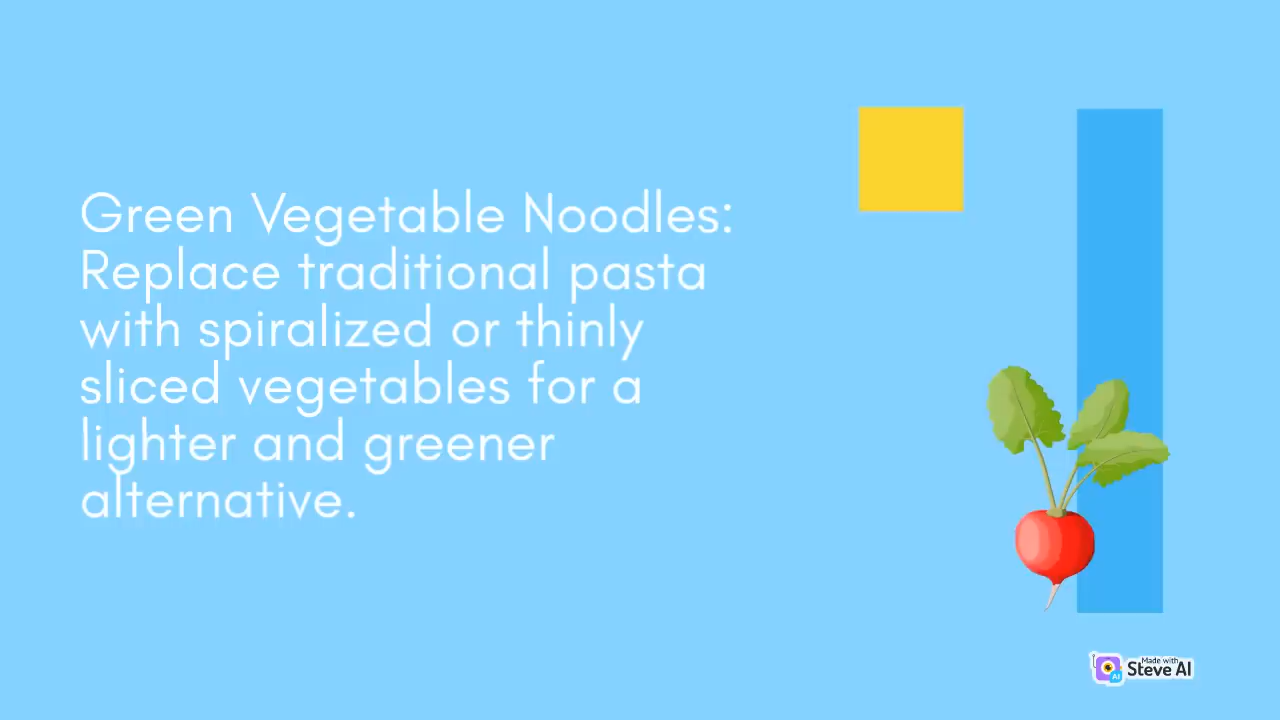 Green Vegetable Noodles:
Replace traditional pasta
with spiralized or thinly
sliced vegetables for a
lighter and greener
alternative.
Made with
Steve AI
AI